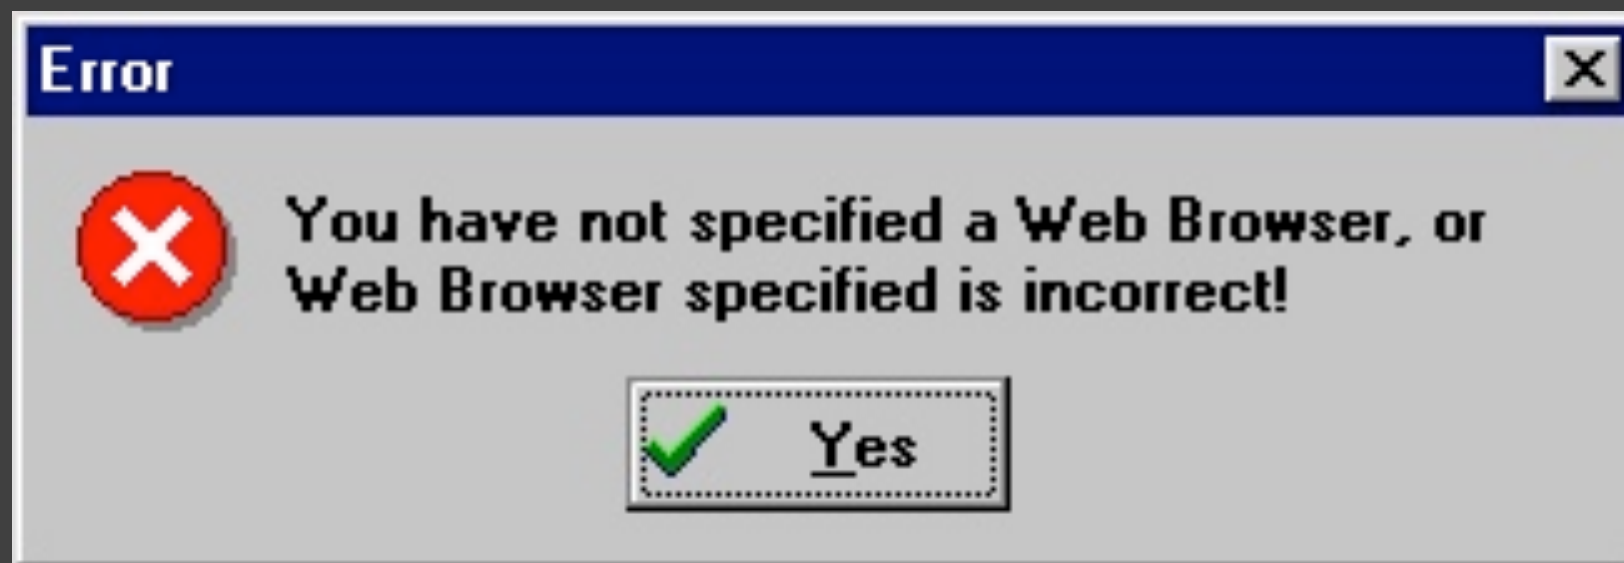 Error
You have not specified a Web Browser, or
Web Browser specified is incorrect!
Yes